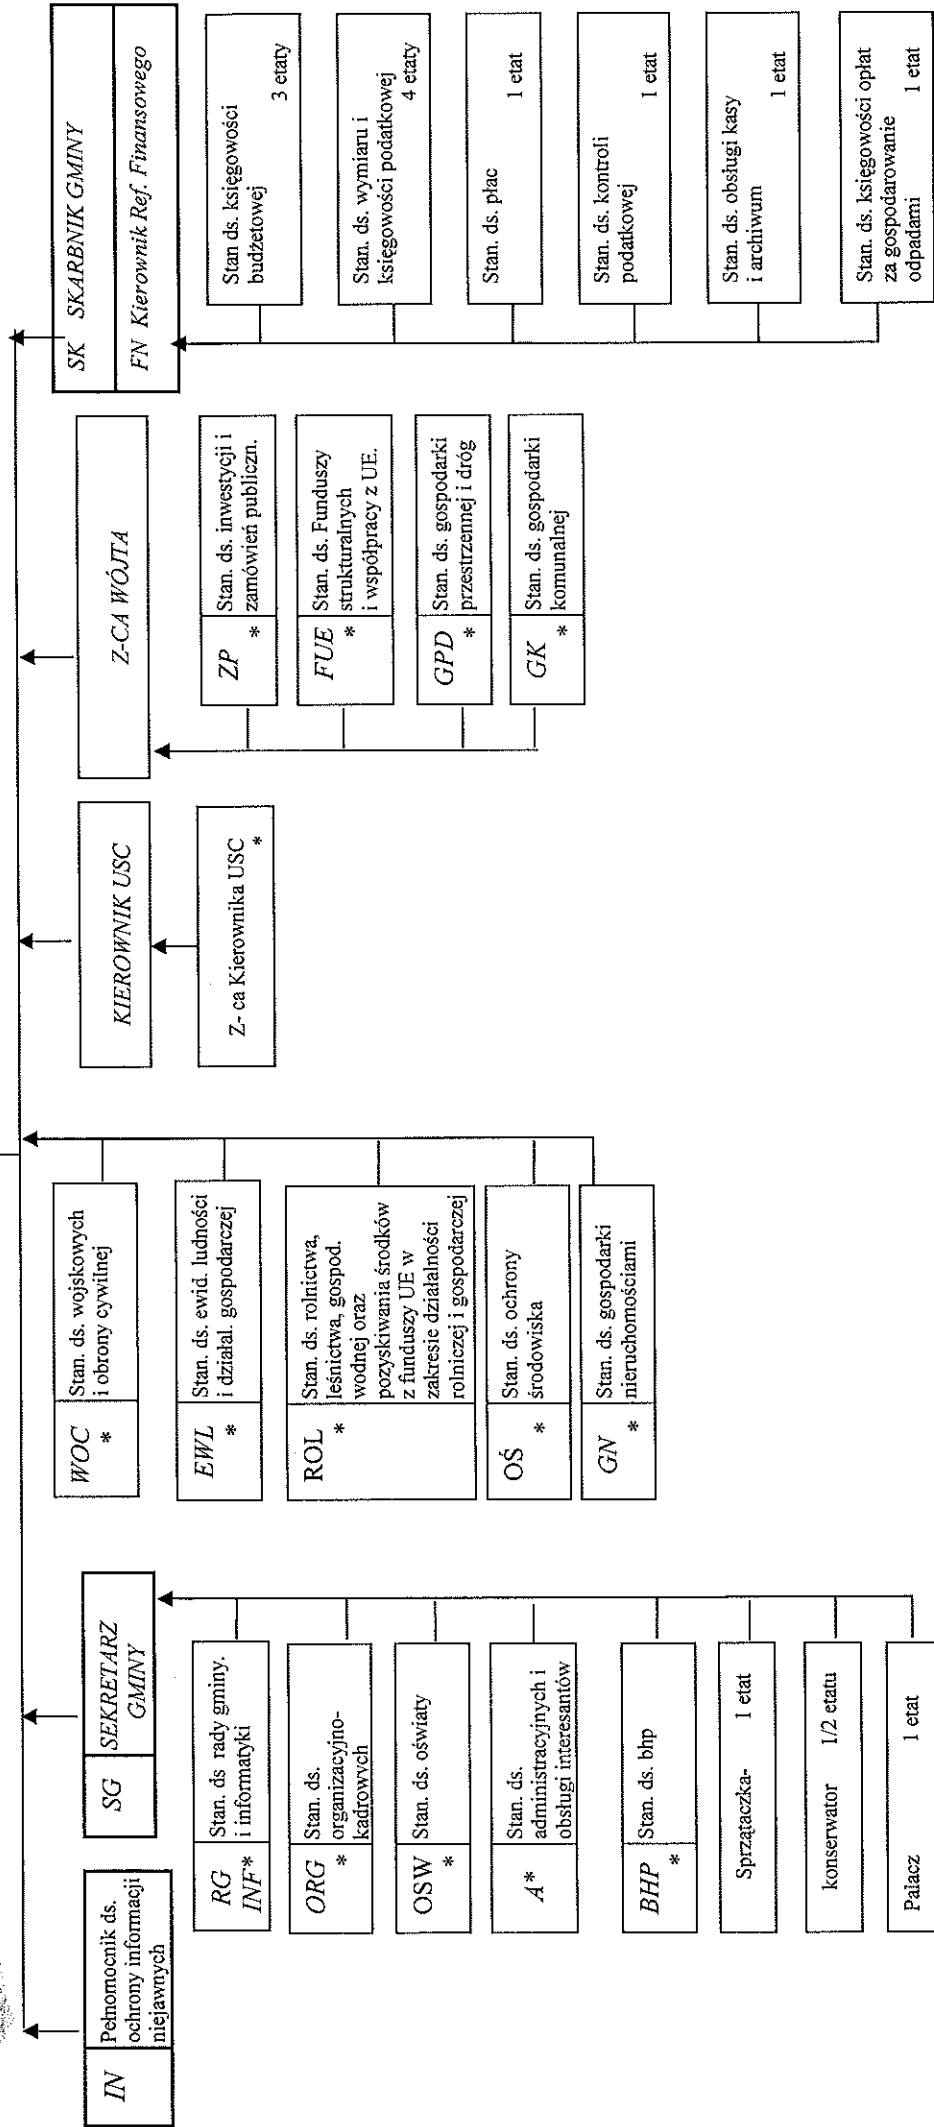 IN
Pełnomocnik ds.
ochrony informacji
niejawnych
SG
SEKRETARZ
GMINY
RG
INF*
Stan. ds rady gminy.
i informatyki
ORG
*
Stan. ds.
organizacyjno-
kadrowych
OSW
*
Stan. ds. oświaty
A*
Stan. ds.
administracyjnych i
obsługi interesantów
BHP
*
Stan. ds. bhp
Sprzątaczka- 1 etat
konserwator 1/2 etatu
Palacz 1 etat
WOC
*
Stan. ds. wojskowych
i obrony cywilnej
EWL
*
Stan. ds. ewid. ludności
i działal. gospodarczej
ROL
*
Stan. ds. rolnictwa,
leśnictwa, gospod.
wodnej oraz
pozyskiwania środków
z funduszy UE w
zakresie działalności
rolniczej i gospodarczej
OŚ
*
Stan. ds. ochrony
środowiska
GN
*
Stan. ds. gospodarki
nieruchomościami
KIEROWNIK USC
Z- ca Kierownika USC
*
Z-CA WÓJTA
ZP
*
Stan. ds. inwestycji i
zamówień publiczn.
FUE
*
Stan. ds. Funduszy
strukturalnych
i współpracy z UE.
GPD
*
Stan. ds. gospodarki
przestrzennej i dróg
GK
*
Stan. ds. gospodarki
komunalnej
SK SKARBNIK GMINY
FN Kierownik Ref. Finansowego
Stan ds. księgowości
budżetowej
3 etaty
Stan. ds. wymiaru i
księgowości podatkowej
4 etaty
Stan. ds. płac
1 etat
Stan. ds. kontroli
podatkowej
1 etat
Stan. ds. obsługi kasy
i archiwum
1 etat
Stan. ds. księgowości opłat
za gospodarowanie
odpadami
1 etat